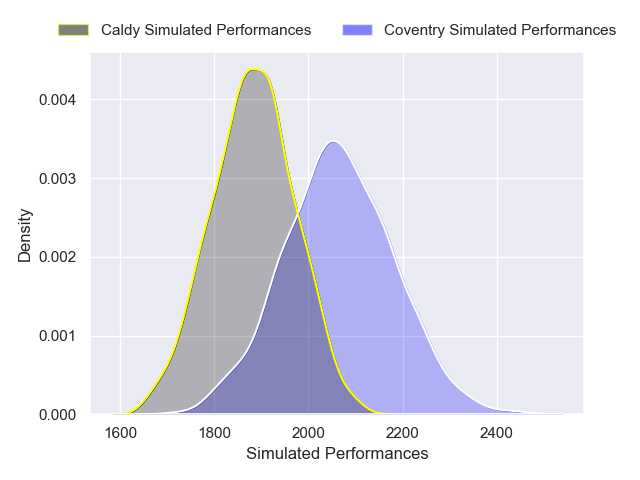 Caldy Simulated Performances
Coventry Simulated Performances
0.004
0.003
0.002
0.001
0.000
Density
1600
1800
2000
2200
2400
Simulated Performances